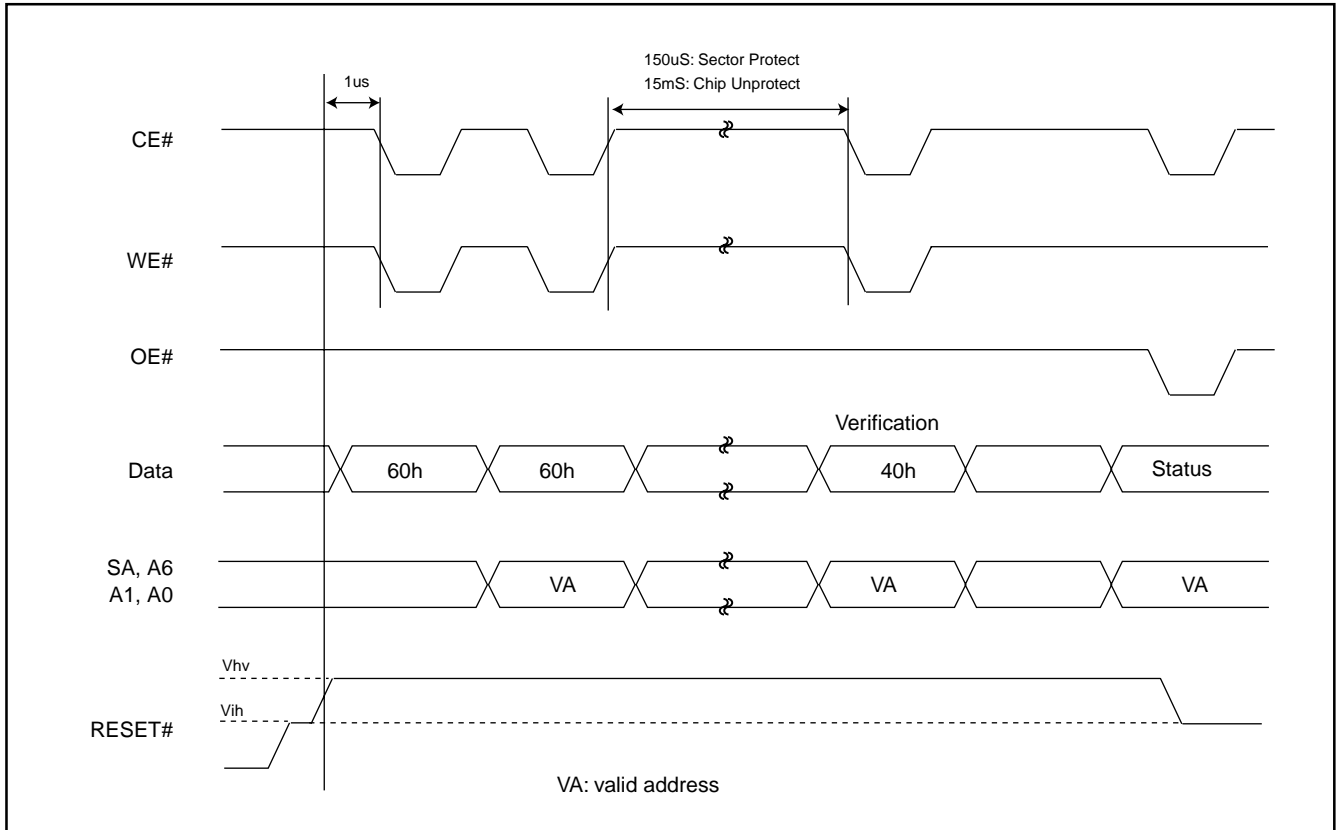 150uS: Sector Protect
15mS: Chip Unprotect
1us
CE#
WE#
OE#
Verification
Data
60h
60h
40h
Status
SA, A6
A1, A0
VA
VA
VA
Vhv
Vih
RESET#
VA: valid address